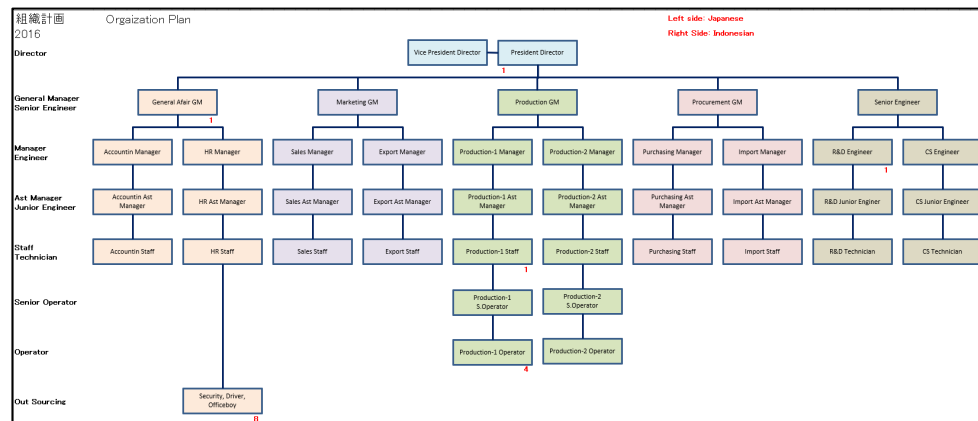 組織計画 Orgaization Plan
2016
Left side: Japanese
Right Side: Indonesian
Director
Vice President Director
President Director
1
General Manager
Senior Engineer
General Afair GM
1
Marketing GM
Production GM
Procurement GM
Senior Engineer
Manager
Engineer
Accountin Manager
HR Manager
Sales Manager
Export Manager
Production-1 Manager
Production-2 Manager
Purchasing Manager
Import Manager
R&D Engineer
1
CS Engineer
Ast Manager
Junior Engineer
Accountin Ast
Manager
HR Ast Manager
Sales Ast Manager
Export Ast Manager
Production-1 Ast
Manager
Production-2 Ast
Manager
Purchasing Ast
Manager
Import Ast Manager
R&D Junior Enginer
CS Junior Engineer
Staff
Technician
Accountin Staff
HR Staff
Sales Staff
Export Staff
Production-1 Staff
1
Production-2 Staff
Purchasing Staff
Import Staff
R&D Technician
CS Technician
Senior Operator
Production-1
S.Operator
Production-2
S.Operator
Operator
Production-1 Operator
4
Production-2 Operator
Out Sourcing
Security, Driver,
Officeboy
8